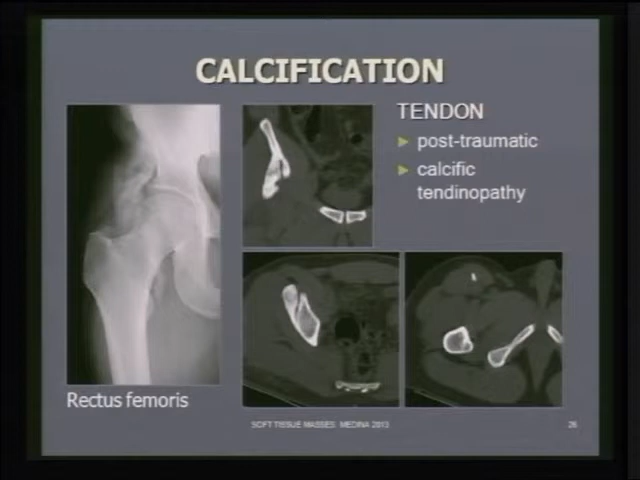 CALCIFICATION
TENDON
post-traumatic
calcific
tendinopathy
Rectus femoris
SOFT TISSUE MASSES MEDINA 2013
26